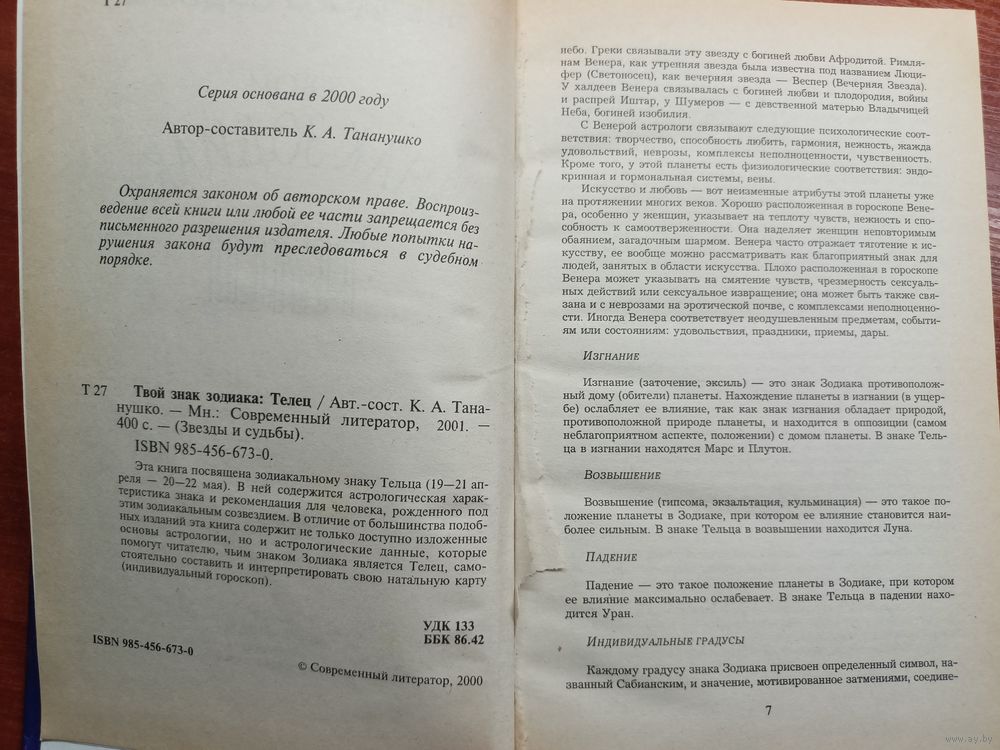 Т 27
Серия основана в 2000 году
Автор-составитель К. А. Тананушко
Охраняется законом об авторском праве. Воспроиз-
ведение всей книги или любой ее части запрещается без
письменного разрешения издателя. Любые попытки на-
рушения закона будут преследоваться в судебном
порядке.
Т 27 Твой знак зодиака: Телец / Авт.-сост. К. А. Тана-
нушко. — Мн.: Современный литератор, 2001. —
400 с. — (Звезды и судьбы).
ISBN 985-456-673-0.
Эта книга посвящена зодиакальному знаку Тельца (19—21 ап-
реля — 20—22 мая). В ней содержится астрологическая харак-
теристика знака и рекомендация для человека, рожденного под
этим зодиакальным созвездием. В отличие от большинства подоб-
ных изданий эта книга содержит не только доступно изложенные
основы астрологии, но и астрологические данные, которые
помогут читателю, чьим знаком Зодиака является Телец, само-
стоятельно составить и интерпретировать свою натальную карту
(индивидуальный гороскоп).
УДК 133
ББК 86.42
ISBN 985-456-673-0
© Современный литератор, 2000
небо. Греки связывали эту звезду с богиней любви Афродитой. Римля-
нам Венера, как утренняя звезда была известна под названием Люци-
фер (Светоносец), как вечерняя звезда — Веспер (Вечерняя Звезда).
У халдеев Венера связывалась с богиней любви и плодородия, войны
и распрей Иштар, у Шумеров — с девственной матерью Владычицей
Неба, богиней изобилия.
С Венерой астрологи связывают следующие психологические соот-
ветствия: творчество, способность любить, гармония, нежность, жажда
удовольствий, неврозы, комплексы неполноценности, чувственность.
Кроме того, у этой планеты есть физиологические соответствия: эндо-
кринная и гормональная системы, вены.
Искусство и любовь — вот неизменные атрибуты этой планеты уже
на протяжении многих веков. Хорошо расположенная в гороскопе Вене-
ра, особенно у женщин, указывает на теплоту чувств, нежность и спо-
собность к самоотверженности. Она наделяет женщин неповторимым
обаянием, загадочным шармом. Венера часто отражает тяготение к ис-
кусству, ее вообще можно рассматривать как благоприятный знак для
людей, занятых в области искусства. Плохо расположенная в гороскопе
Венера может указывать на смятение чувств, чрезмерность сексуаль-
ных действий или сексуальное извращение; она может быть также свя-
зана и с неврозами на эротической почве, с комплексами неполноценно-
сти. Иногда Венера соответствует неодушевленным предметам, событи-
ям или состояниям: удовольствия, праздники, приемы, дары.
ИЗГНАНИЕ
Изгнание (заточение, эксиль) — это знак Зодиака противополож-
ный дому (обители) планеты. Нахождение планеты в изгнании (в ущер-
бе) ослабляет ее влияние, так как знак изгнания обладает природой,
противоположной природе планеты, и находится в оппозиции (самом
неблагоприятном аспекте, положении) с домом планеты. В знаке Тель-
ца в изгнании находятся Марс и Плутон.
ВОЗВЫШЕНИЕ
Возвышение (гипсома, экзальтация, кульминация) — это такое по-
ложение планеты в Зодиаке, при котором ее влияние становится наи-
более сильным. В знаке Тельца в возвышении находится Луна.
ПАДЕНИЕ
Падение — это такое положение планеты в Зодиаке, при котором
ее влияние максимально ослабевает. В знаке Тельца в падении нахо-
дится Уран.
ИНДИВИДУАЛЬНЫЕ ГРАДУСЫ
Каждому градусу знака Зодиака присвоен определенный символ, на-
званный Сабианским, и значение, мотивированное затмениями, соедине-
7
www.ay.by